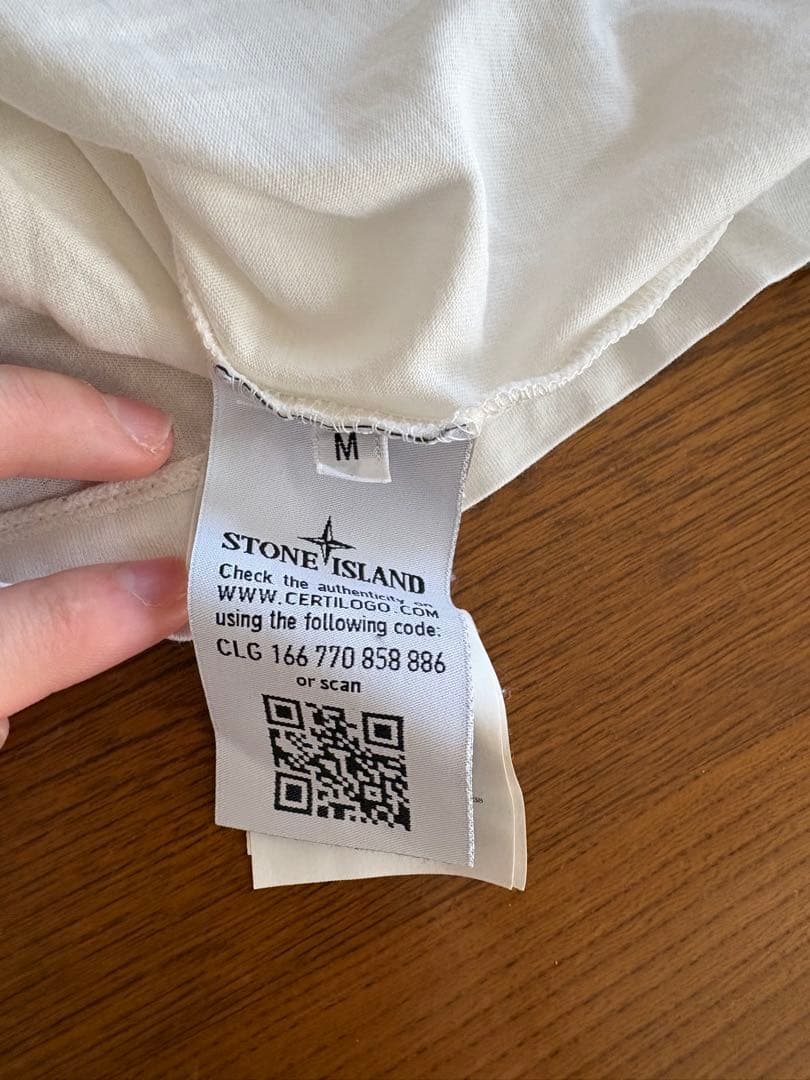 M
STONE ISLAND
Check the authenticity on
WWW.CERTILOGO.COM
using the following code:
CLG 166 770 858 886
or scan